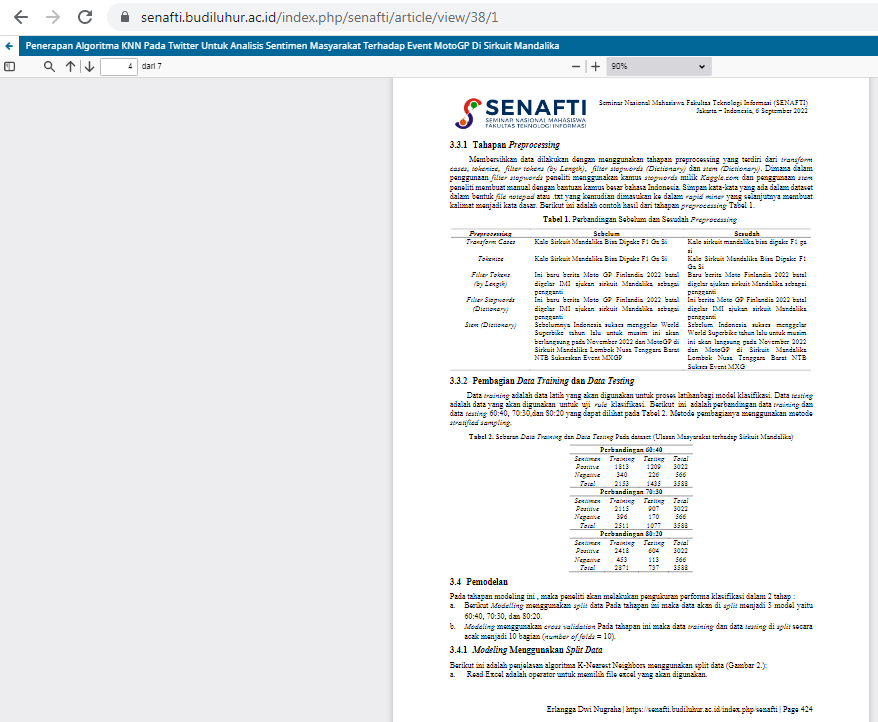 senafti.budiluhur.ac.id/index.php/senafti/article/view/38/1
Penerapan Algoritma KNN Pada Twitter Untuk Analisis Sentimen Masyarakat Terhadap Event MotoGP Di Sirkuit Mandalika
4 dari 7 90%
SENAFTI
SEMINAR NASIONAL MAHASISWA
FAKULTAS TEKNOLOGI INFORMASI
Seminar Nasional Mahasiswa Fakultas Teknologi Informasi (SENAFTI)
Jakarta – Indonesia, 6 September 2022
3.3.1 Tahapan Preprocessing
Membersihkan data dilakukan dengan menggunakan tahapan preprocessing yang terdiri dari transform
cases, tokenize, filter tokens (by Length), filter stopwords (Dictionary) dan stem (Dictionary). Dimana dalam
penggunaan filter stopwords peneliti menggunakan kamus stopwords milik Kaggle.com dan penggunaan stem
peneliti membuat manual dengan bantuan kamus besar bahasa Indonesia. Simpan kata-kata yang ada dalam dataset
dalam bentuk file notepad atau .txt yang kemudian dimasukan ke dalam rapid miner yang selanjutnya membuat
kalimat menjadi kata dasar. Berikut ini adalah contoh hasil dari tahapan preprocessing Tabel 1.
Tabel 1. Perbandingan Sebelum dan Sesudah Preprocessing
Preprocessing Sebelum Sesudah
Transform Cases Kalo Sirkuit Mandalika Bisa Dipake F1 Ga Si Kalo sirkuit mandalika bisa dipake f1 ga
si
Tokenize Kalo Sirkuit Mandalika Bisa Dipake F1 Ga Si Kalo Sirkuit Mandalika Bisa Dipake F1
Ga Si
Filter Tokens Ini baru berita Moto GP Finlandia 2022 batal Baru berita Moto Finlandia 2022 batal
(by Length) digelar IMI ajukan sirkuit Mandalika sebagai digelar ajukan sirkuit Mandalika sebagai
pengganti pengganti
Filter Stopwords Ini baru berita Moto GP Finlandia 2022 batal Ini berita Moto GP Finlandia 2022 batal
(Dictionary) digelar IMI ajukan sirkuit Mandalika sebagai digelar IMI ajukan sirkuit Mandalika
pengganti pengganti
Stem (Dictionary) Sebelumnya Indonesia sukses menggelar World Sebelum Indonesia sukses menggelar
Superbike tahun lalu untuk musim ini akan World Superbike tahun lalu untuk musim
berlangsung pada November 2022 dan MotoGP di ini akan langsung pada November 2022
Sirkuit Mandalika Lombok Nusa Tenggara Barat dan MotoGP di Sirkuit Mandalika
NTB Sukseskan Event MXGP Lombok Nusa Tenggara Barat NTB
Sukses Event MXG
3.3.2 Pembagian Data Training dan Data Testing
Data training adalah data latih yang akan digunakan untuk proses latihanbagi model klasifikasi. Data testing
adalah data yang akan digunakan untuk uji rule klasifikasi. Berikut ini adalah perbandingan data training dan
data testing 60:40, 70:30,dan 80:20 yang dapat dilihat pada Tabel 2. Metode pembagianya menggunakan metode
stratified sampling.
Tabel 2. Sebaran Data Training dan Data Testing Pada dataset (Ulasan Masyarakat terhadap Sirkuit Mandalika)
Perbandingan 60:40
Sentimen Training Testing Total
Positive 1813 1209 3022
Negative 340 226 566
Total 2153 1435 3588
Perbandingan 70:30
Sentimen Training Testing Total
Positive 2115 907 3022
Negative 396 170 566
Total 2511 1077 3588
Perbandingan 80:20
Sentimen Training Testing Total
Positive 2418 604 3022
Negative 453 113 566
Total 2871 737 3588
3.4 Pemodelan
Pada tahapan modeling ini , maka peneliti akan melakukan pengukuran performa klasifikasi dalam 2 tahap :
a. Berikut Modelling menggunakan split data Pada tahapan ini maka data akan di split menjadi 3 model yaitu
60:40, 70:30, dan 80:20.
b. Modeling menggunakan cross validation Pada tahapan ini maka data training dan data testing di split secara
acak menjadi 10 bagian (number of folds = 10).
3.4.1 Modeling Menggunakan Split Data
Berikut ini adalah penjelasan algoritma K-Nearest Neighbors menggunakan split data (Gambar 2.):
a. Read Excel adalah operator untuk memilih file excel yang akan digunakan.
Erlangga Dwi Nugraha | https://senafti.budiluhur.ac.id/index.php/senafti | Page 424